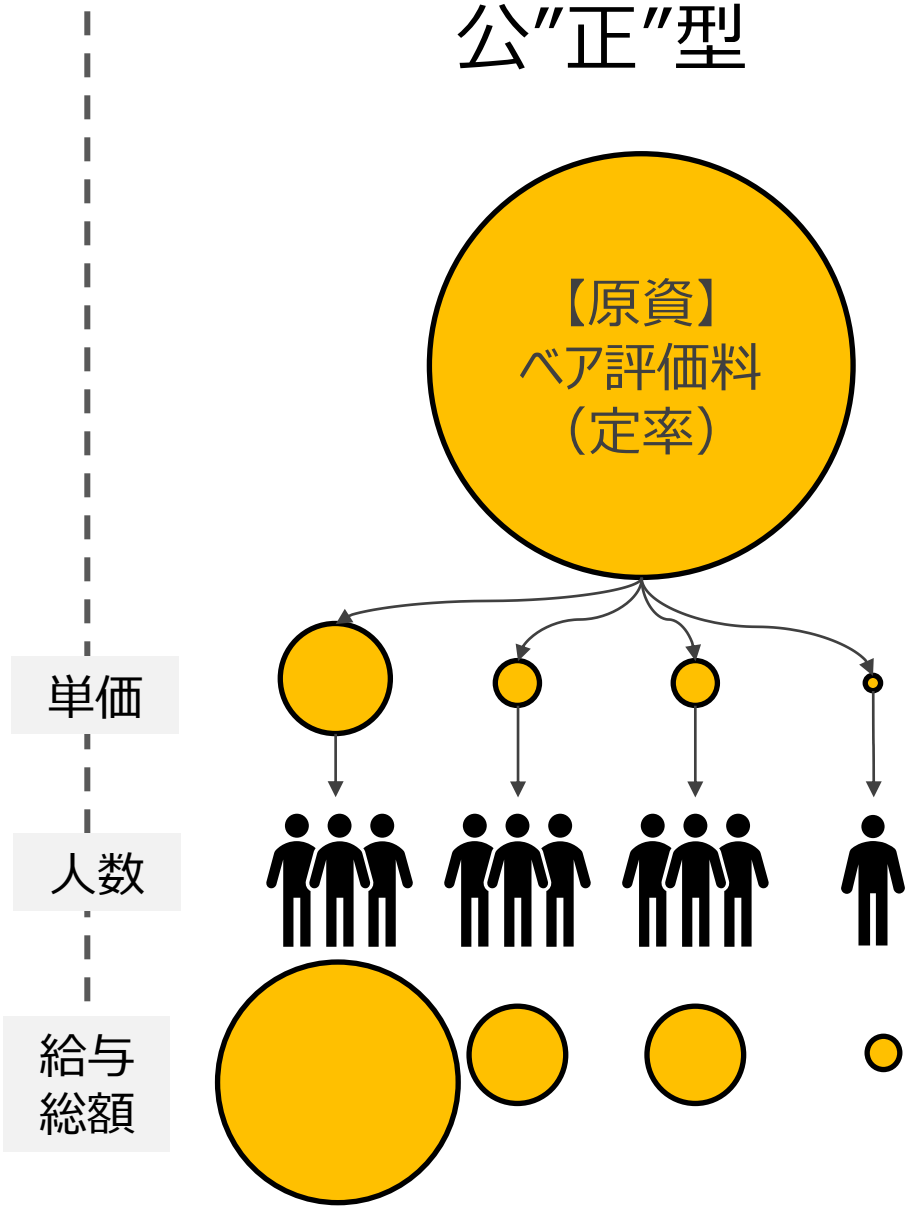 公”正”型
【原資】
ベア評価料
（定率）
単価
人数
給与
総額